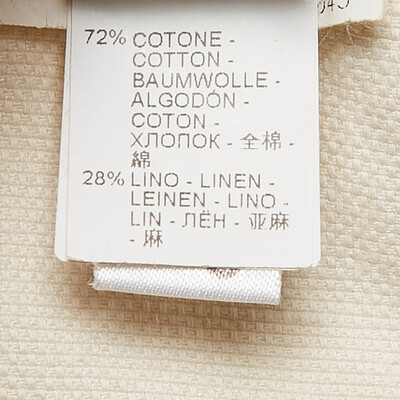 72% COTONE -
COTTON -
BAUMWOLLE -
ALGODÓN -
COTON -
ХЛОПОК - 全棉 -
綿
28% LINO - LINEN -
LEINEN - LINO -
LIN - ЛЁН - 亚麻
- 麻